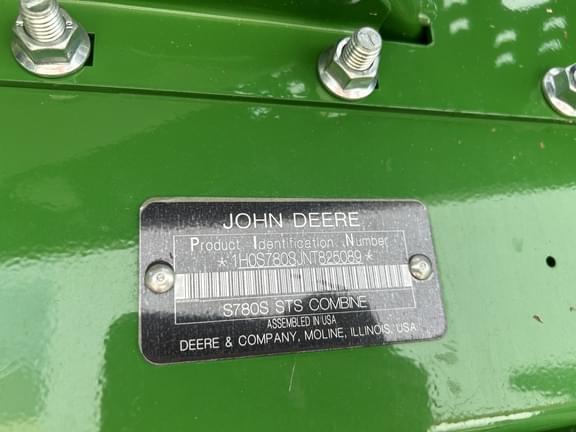 JOHN DEERE
Product Identification Number
*1H0S780SJNT825089*
S780S STS COMBINE
ASSEMBLED IN USA
DEERE & COMPANY, MOLINE, ILLINOIS, USA